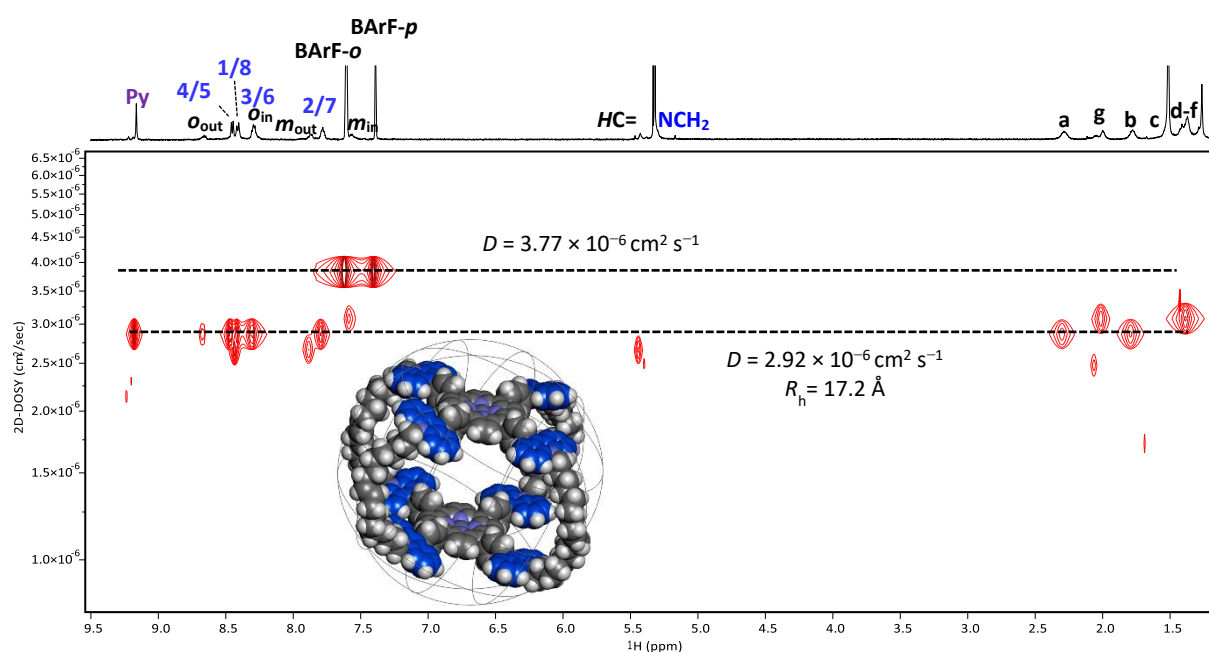 BArF-p
BArF-o
1/8
4/5
3/6
Py
o_in
2/7
o_out
m_out
m_in
HC=
NCH₂
a
g
b
c
d-f
6.5×10⁻⁶
6.0×10⁻⁶
5.5×10⁻⁶
5.0×10⁻⁶
4.5×10⁻⁶
4.0×10⁻⁶
3.5×10⁻⁶
3.0×10⁻⁶
2.5×10⁻⁶
2.0×10⁻⁶
1.5×10⁻⁶
1.0×10⁻⁶
2D-DOSY (cm²/sec)
D = 3.77 × 10⁻⁶ cm² s⁻¹
D = 2.92 × 10⁻⁶ cm² s⁻¹
R_h = 17.2 Å
9.5 9.0 8.5 8.0 7.5 7.0 6.5 6.0 5.5 5.0 4.5 4.0 3.5 3.0 2.5 2.0 1.5
¹H (ppm)